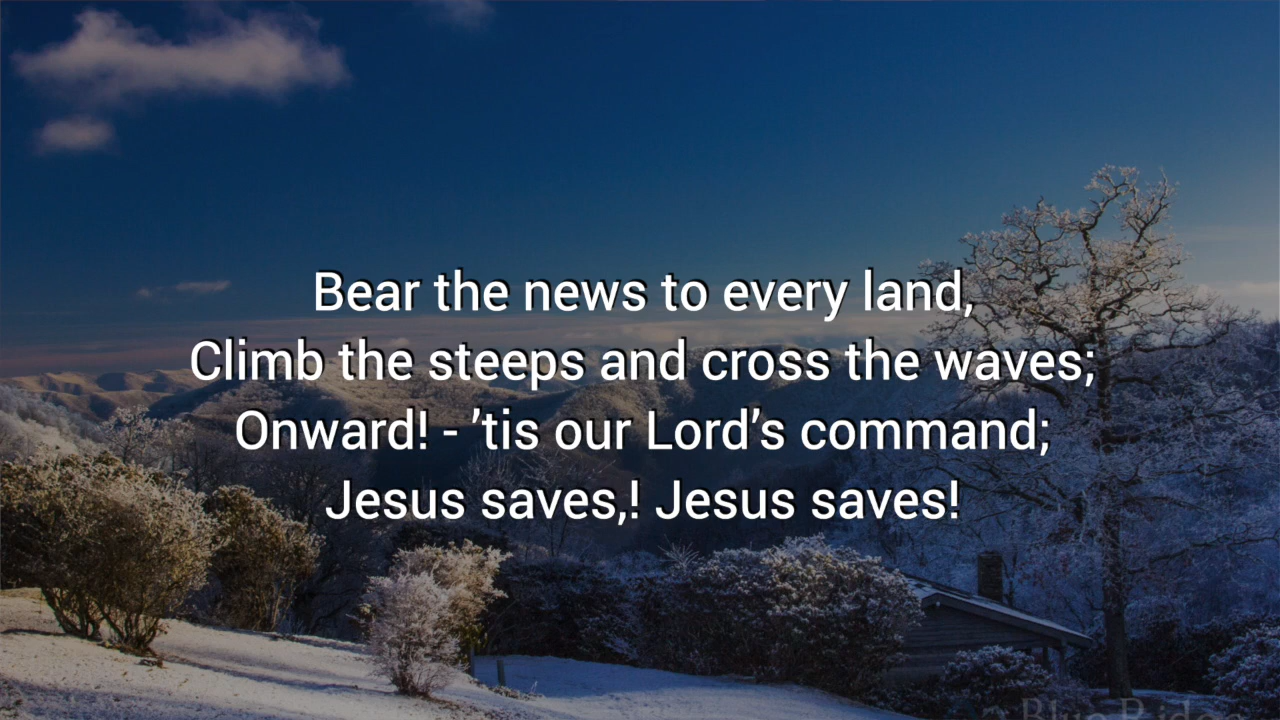 Bear the news to every land,
Climb the steeps and cross the waves;
Onward! - ’tis our Lord’s command;
Jesus saves,! Jesus saves!